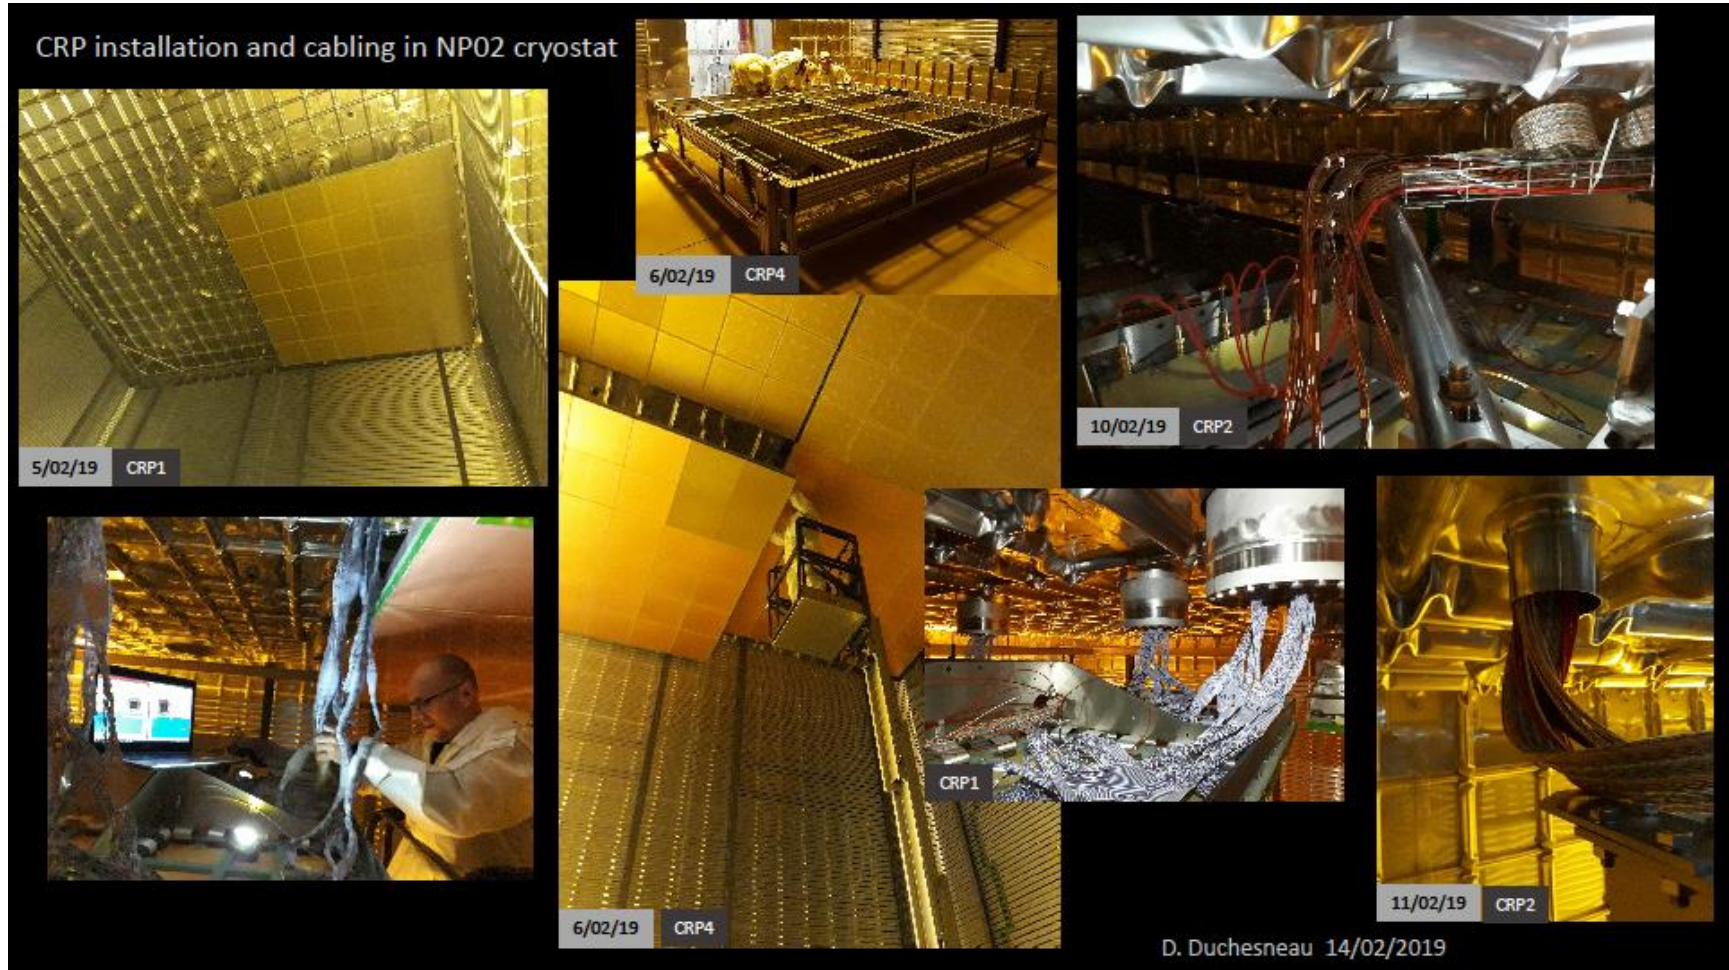 CRP installation and cabling in NP02 cryostat
5/02/19 CRP1
6/02/19 CRP4
10/02/19 CRP2
6/02/19 CRP4
CRP1
11/02/19 CRP2
D. Duchesneau 14/02/2019